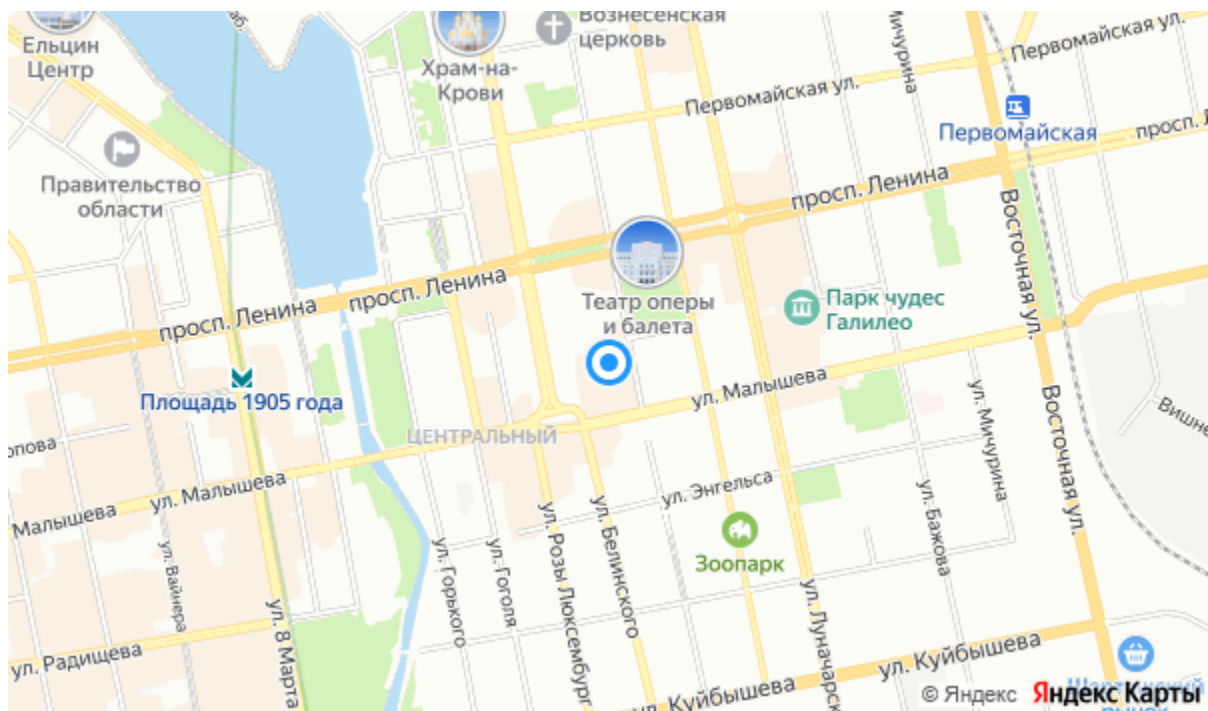 Вознесенская
церковь
Ельцин
Центр
Храм-на-
Крови
Мичурина
Первомайская ул.
Первомайская ул.
Первомайская
просп.
Правительство
области
просп. Ленина
Восточная ул.
Театр оперы
и балета
Парк чудес
Галилео
просп. Ленина
просп. Ленина
Площадь 1905 года
ул. Малышева
ЦЕНТРАЛЬНЫЙ
ул. Мичурина
Восточная ул.
ул. Малышева
Малышева
ул. Энгельса
ул. Бажова
Зоопарк
ул. Вайнера
ул. Горького
ул. Гоголя
ул. Розы Люксембург
ул. Белинского
ул. 8 Марта
ул. Радищева
ул. Куйбышева
ул. Куйбышева
© Яндекс Яндекс Карты